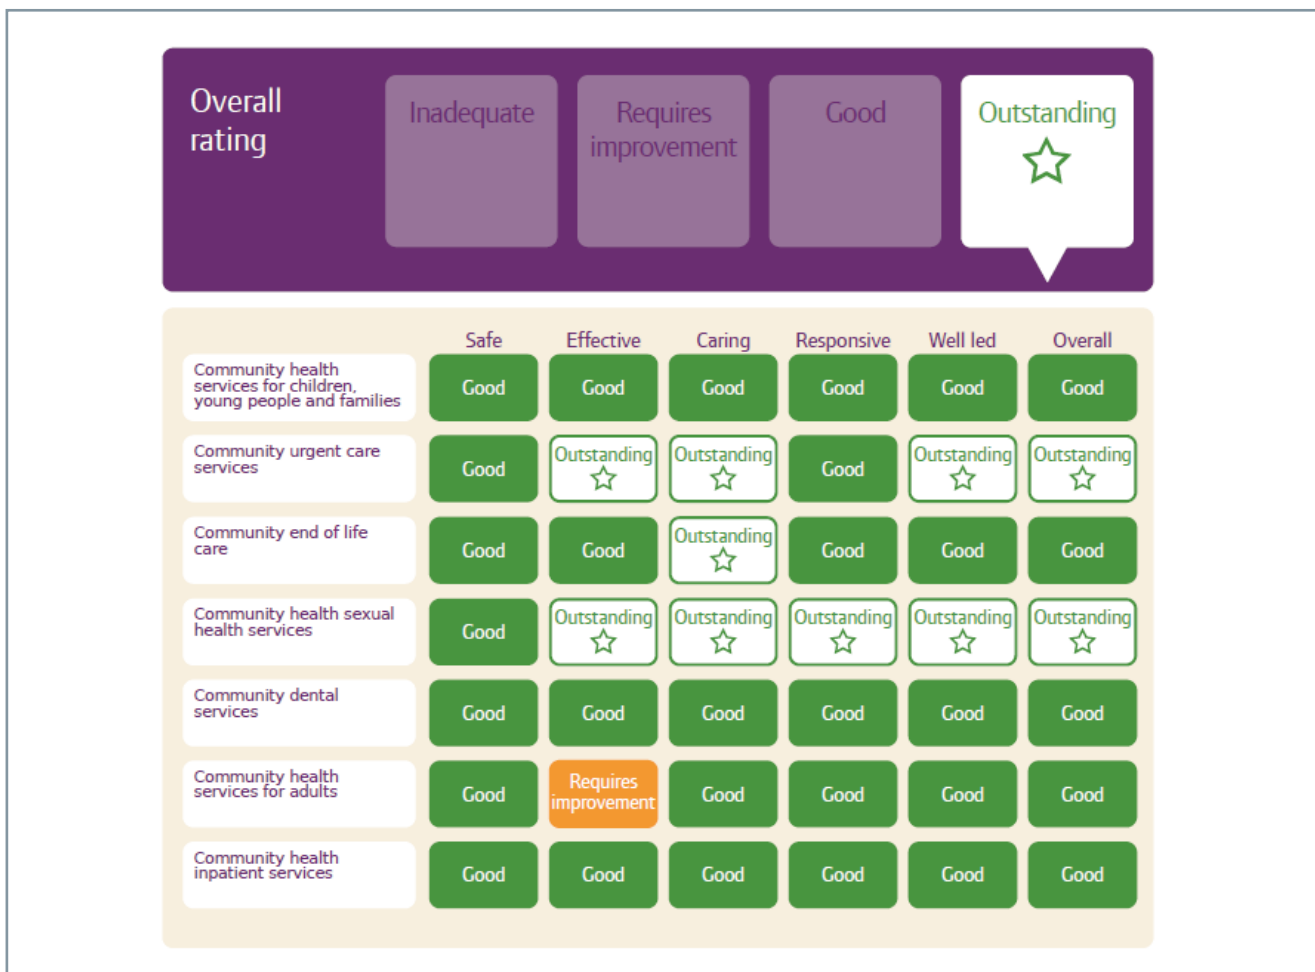 Overall
rating
Inadequate
Requires
improvement
Good
Outstanding
Safe Effective Caring Responsive Well led Overall
Community health
services for children,
young people and families
Good Good Good Good Good Good
Community urgent care
services
Good Outstanding Outstanding Good Outstanding Outstanding
Community end of life
care
Good Good Outstanding Good Good Good
Community health sexual
health services
Good Outstanding Outstanding Outstanding Outstanding Outstanding
Community dental
services
Good Good Good Good Good Good
Community health
services for adults
Good Requires
improvement Good Good Good Good
Community health
inpatient services
Good Good Good Good Good Good